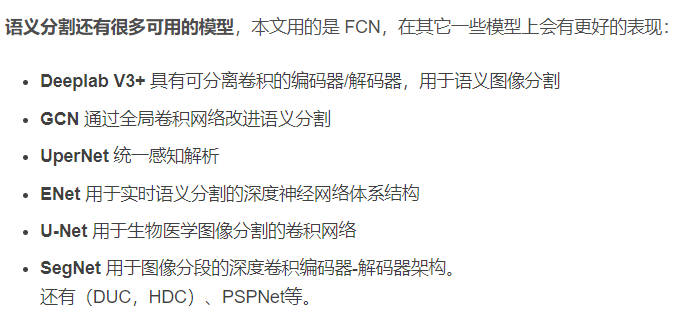 语义分割还有很多可用的模型，本文用的是 FCN，在其它一些模型上会有更好的表现：
• Deeplab V3+ 具有可分离卷积的编码器/解码器，用于语义图像分割
• GCN 通过全局卷积网络改进语义分割
• UperNet 统一感知解析
• ENet 用于实时语义分割的深度神经网络体系结构
• U-Net 用于生物医学图像分割的卷积网络
• SegNet 用于图像分段的深度卷积编码器-解码器架构。
还有（DUC，HDC）、PSPNet等。